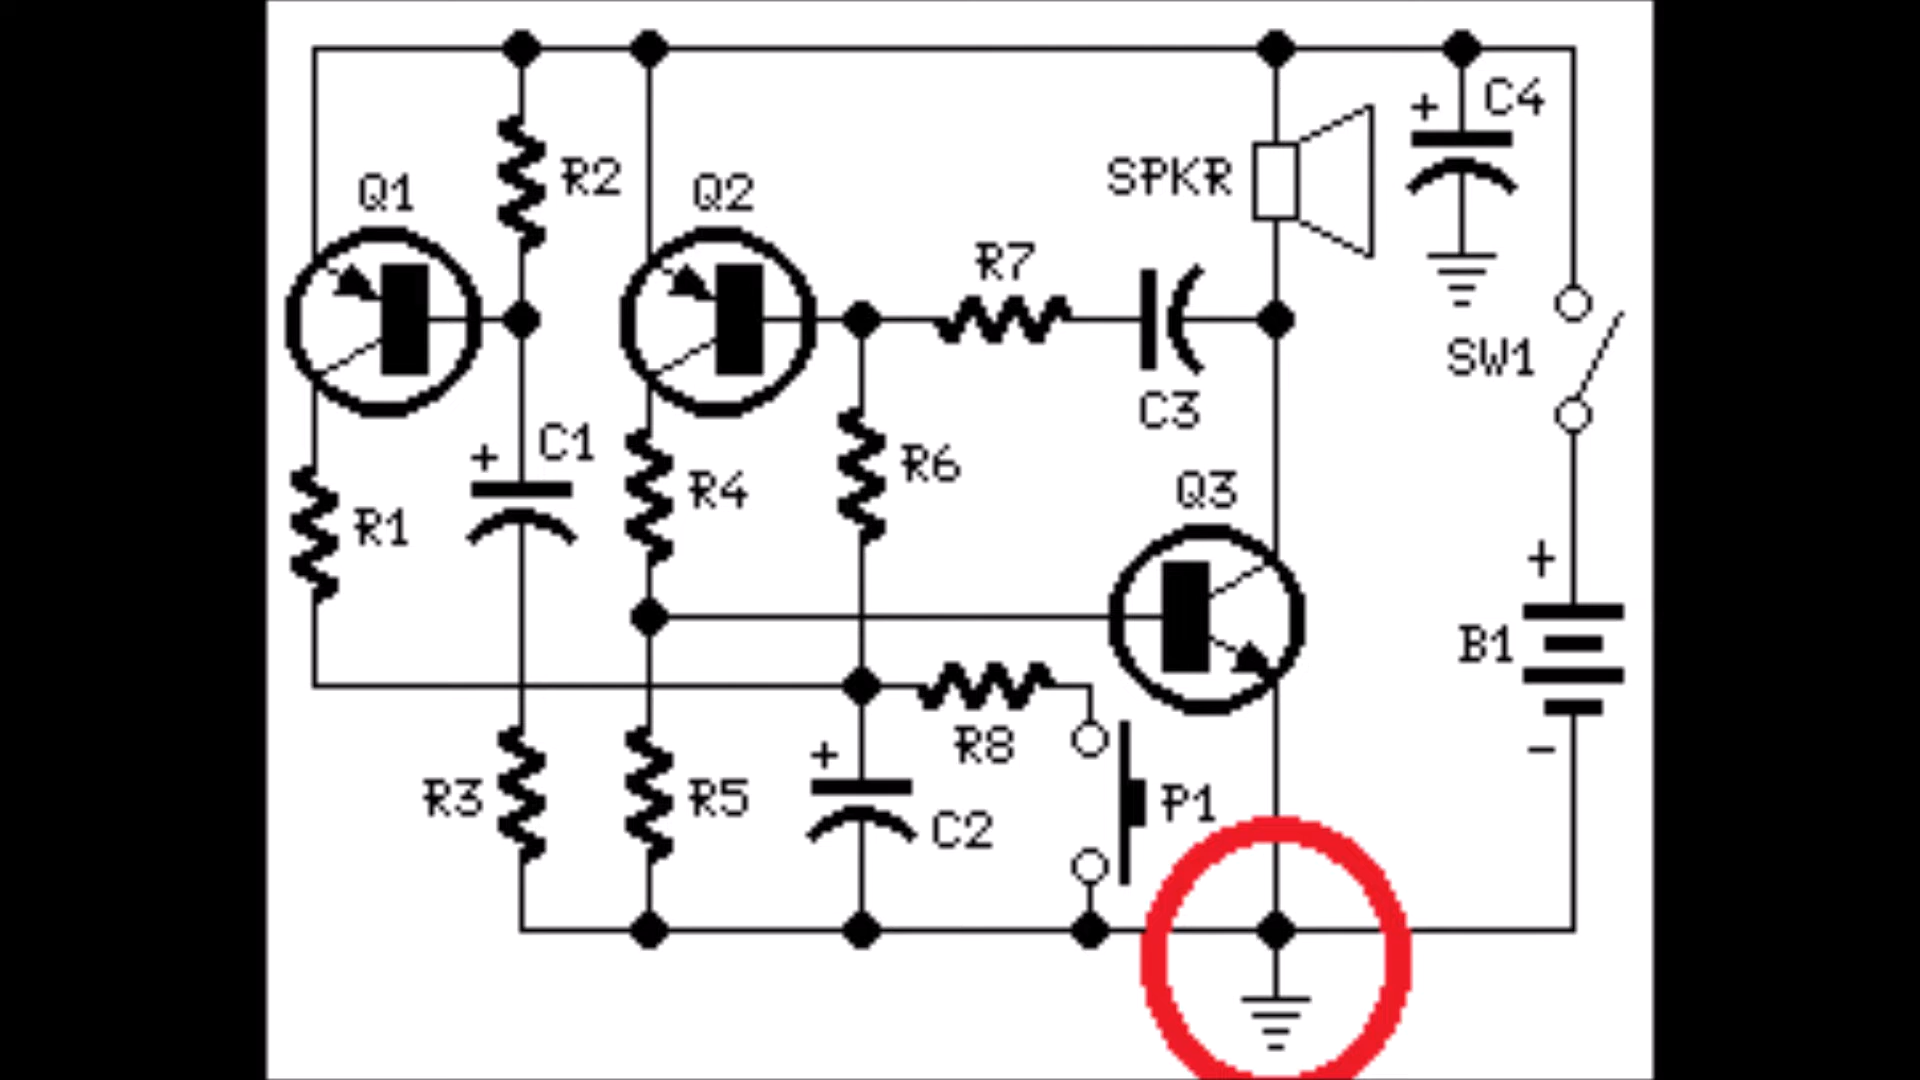 C4
+
R2
SPKR
Q1
Q2
R7
SW1
C3
C1
+
R6
R4
Q3
R1
+
B1
R8
+
-
R3
R5
P1
C2